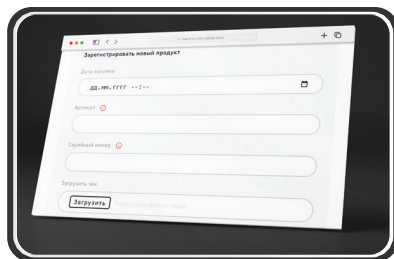 Зарегистрировать новый продукт
Дата покупки
ДД.ММ.ГГГГ --:--
Артикул
Серийный номер
Загрузить чек
Загрузить